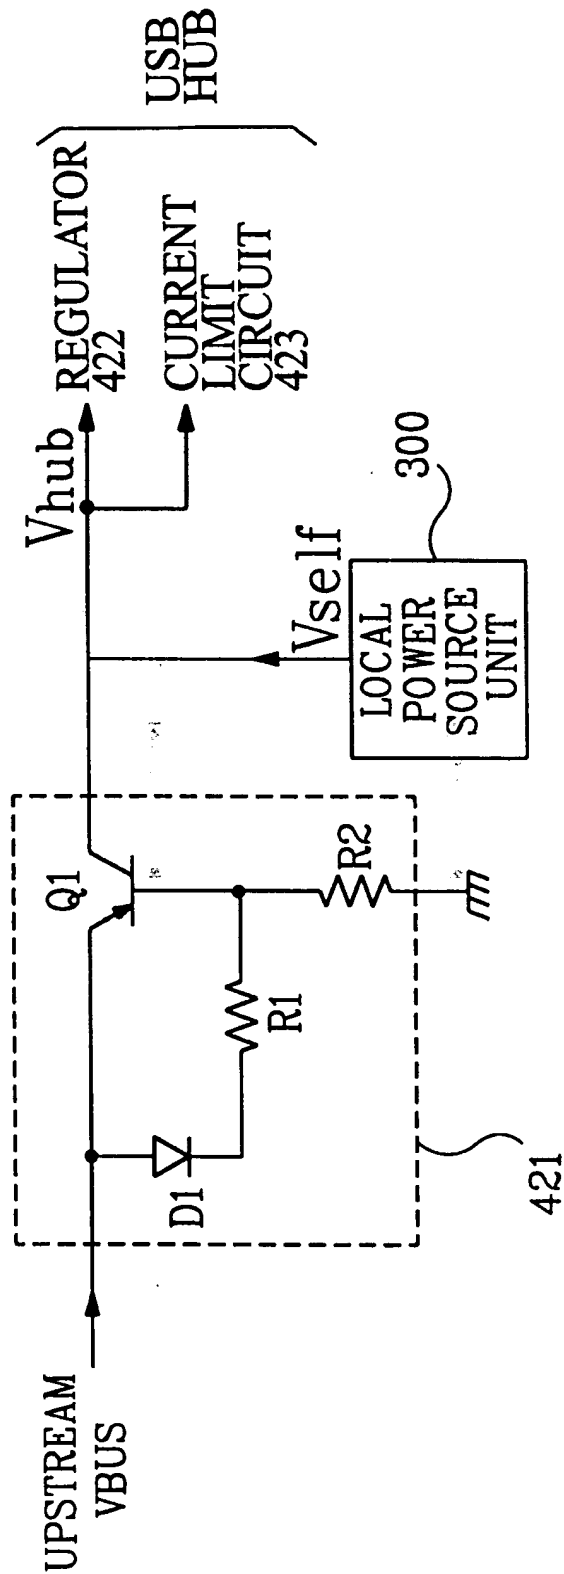 UPSTREAM
VBUS
421
D1
R1
Q1
R2
Vself
LOCAL
POWER
SOURCE
UNIT
300
Vhub
REGULATOR
422
CURRENT
LIMIT
CIRCUIT
423
USB
HUB